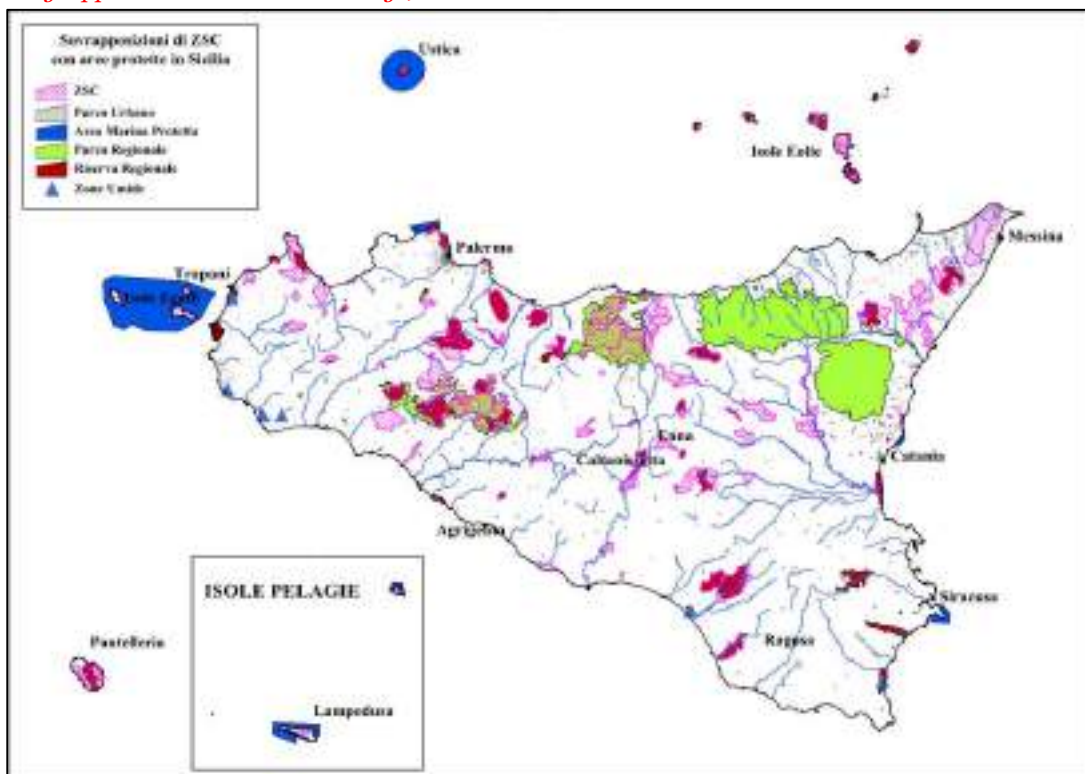 Sovrapposizioni di ZSC
con aree protette in Sicilia
ZSC
Parco Urbano
Area Marina Protetta
Parco Regionale
Riserva Regionale
Zone Umide
Ustica
Isole Eolie
Messina
Palermo
Trapani
Enna
Caltanissetta
Catania
Agrigento
Siracusa
Ragusa
ISOLE PELAGIE
Pantelleria
Lampedusa